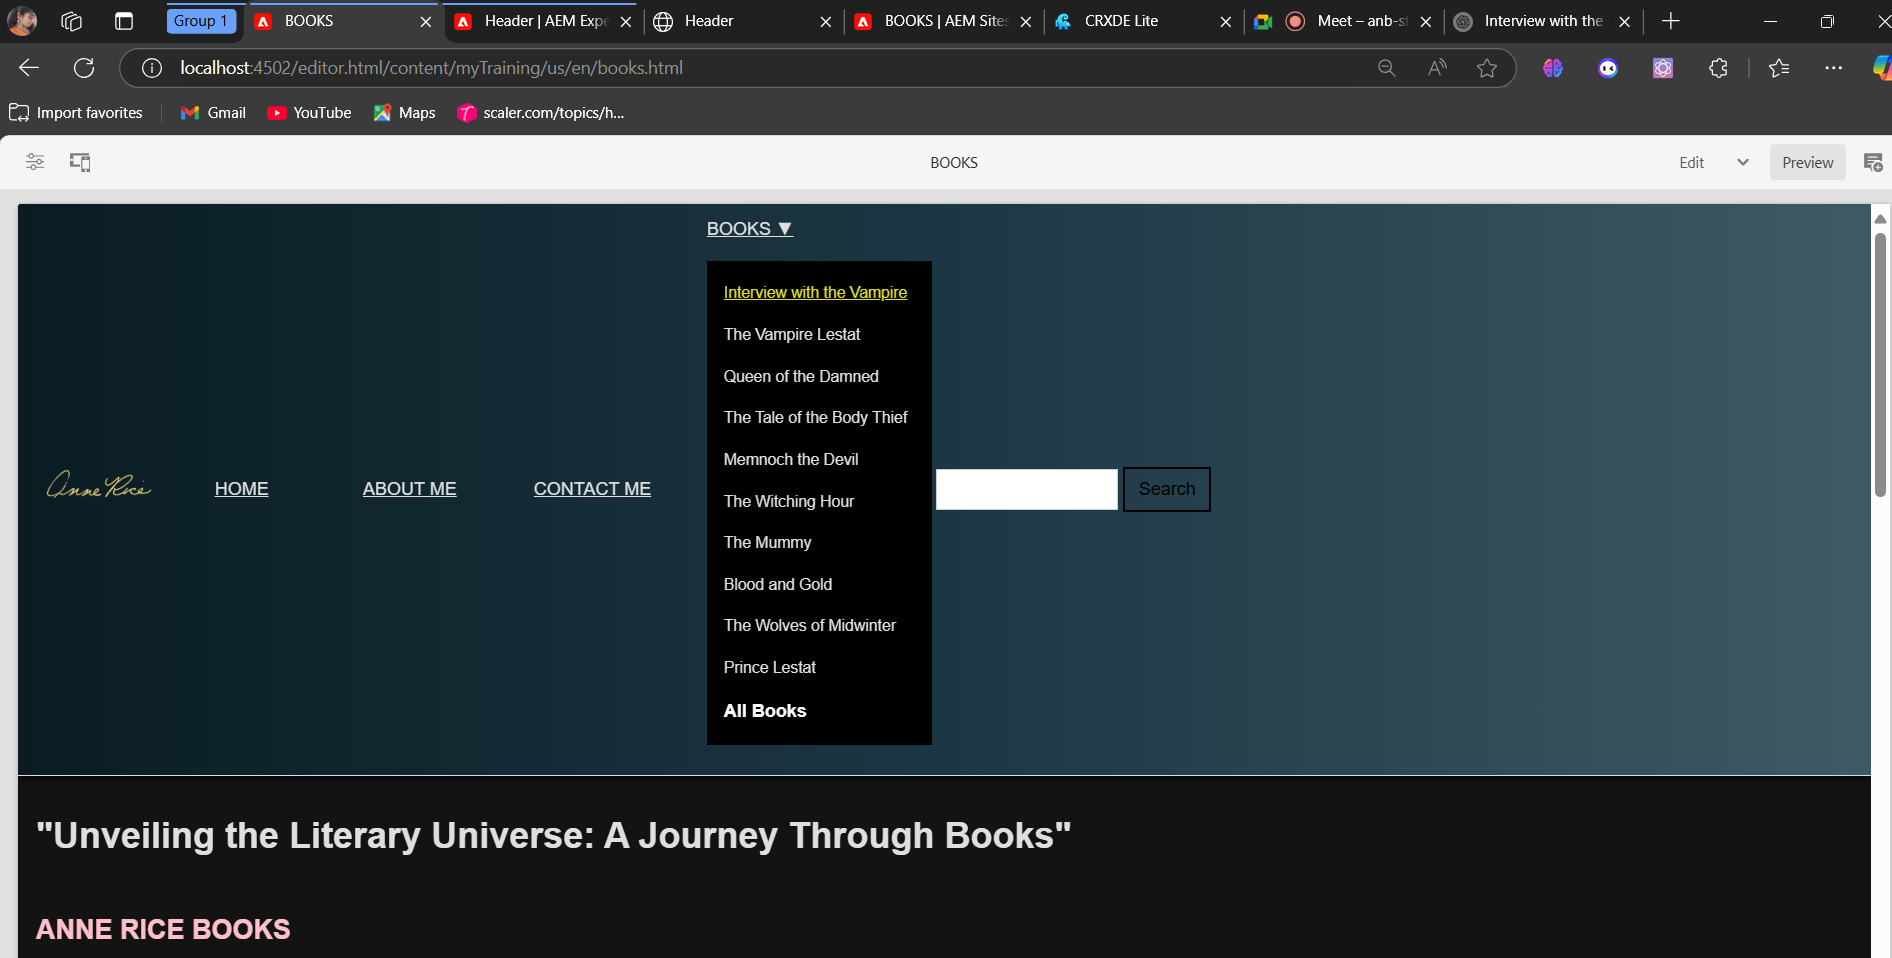 Group 1
BOOKS
Header | AEM Expe
Header
BOOKS | AEM Sites
CRXDE Lite
Meet – anb-sf
Interview with the
localhost:4502/editor.html/content/myTraining/us/en/books.html
Import favorites
Gmail
YouTube
Maps
scaler.com/topics/h...
BOOKS
Edit
Preview
BOOKS ▼
Interview with the Vampire
The Vampire Lestat
Queen of the Damned
The Tale of the Body Thief
Memnoch the Devil
Anne Rice
HOME
ABOUT ME
CONTACT ME
Search
The Witching Hour
The Mummy
Blood and Gold
The Wolves of Midwinter
Prince Lestat
All Books
"Unveiling the Literary Universe: A Journey Through Books"
ANNE RICE BOOKS